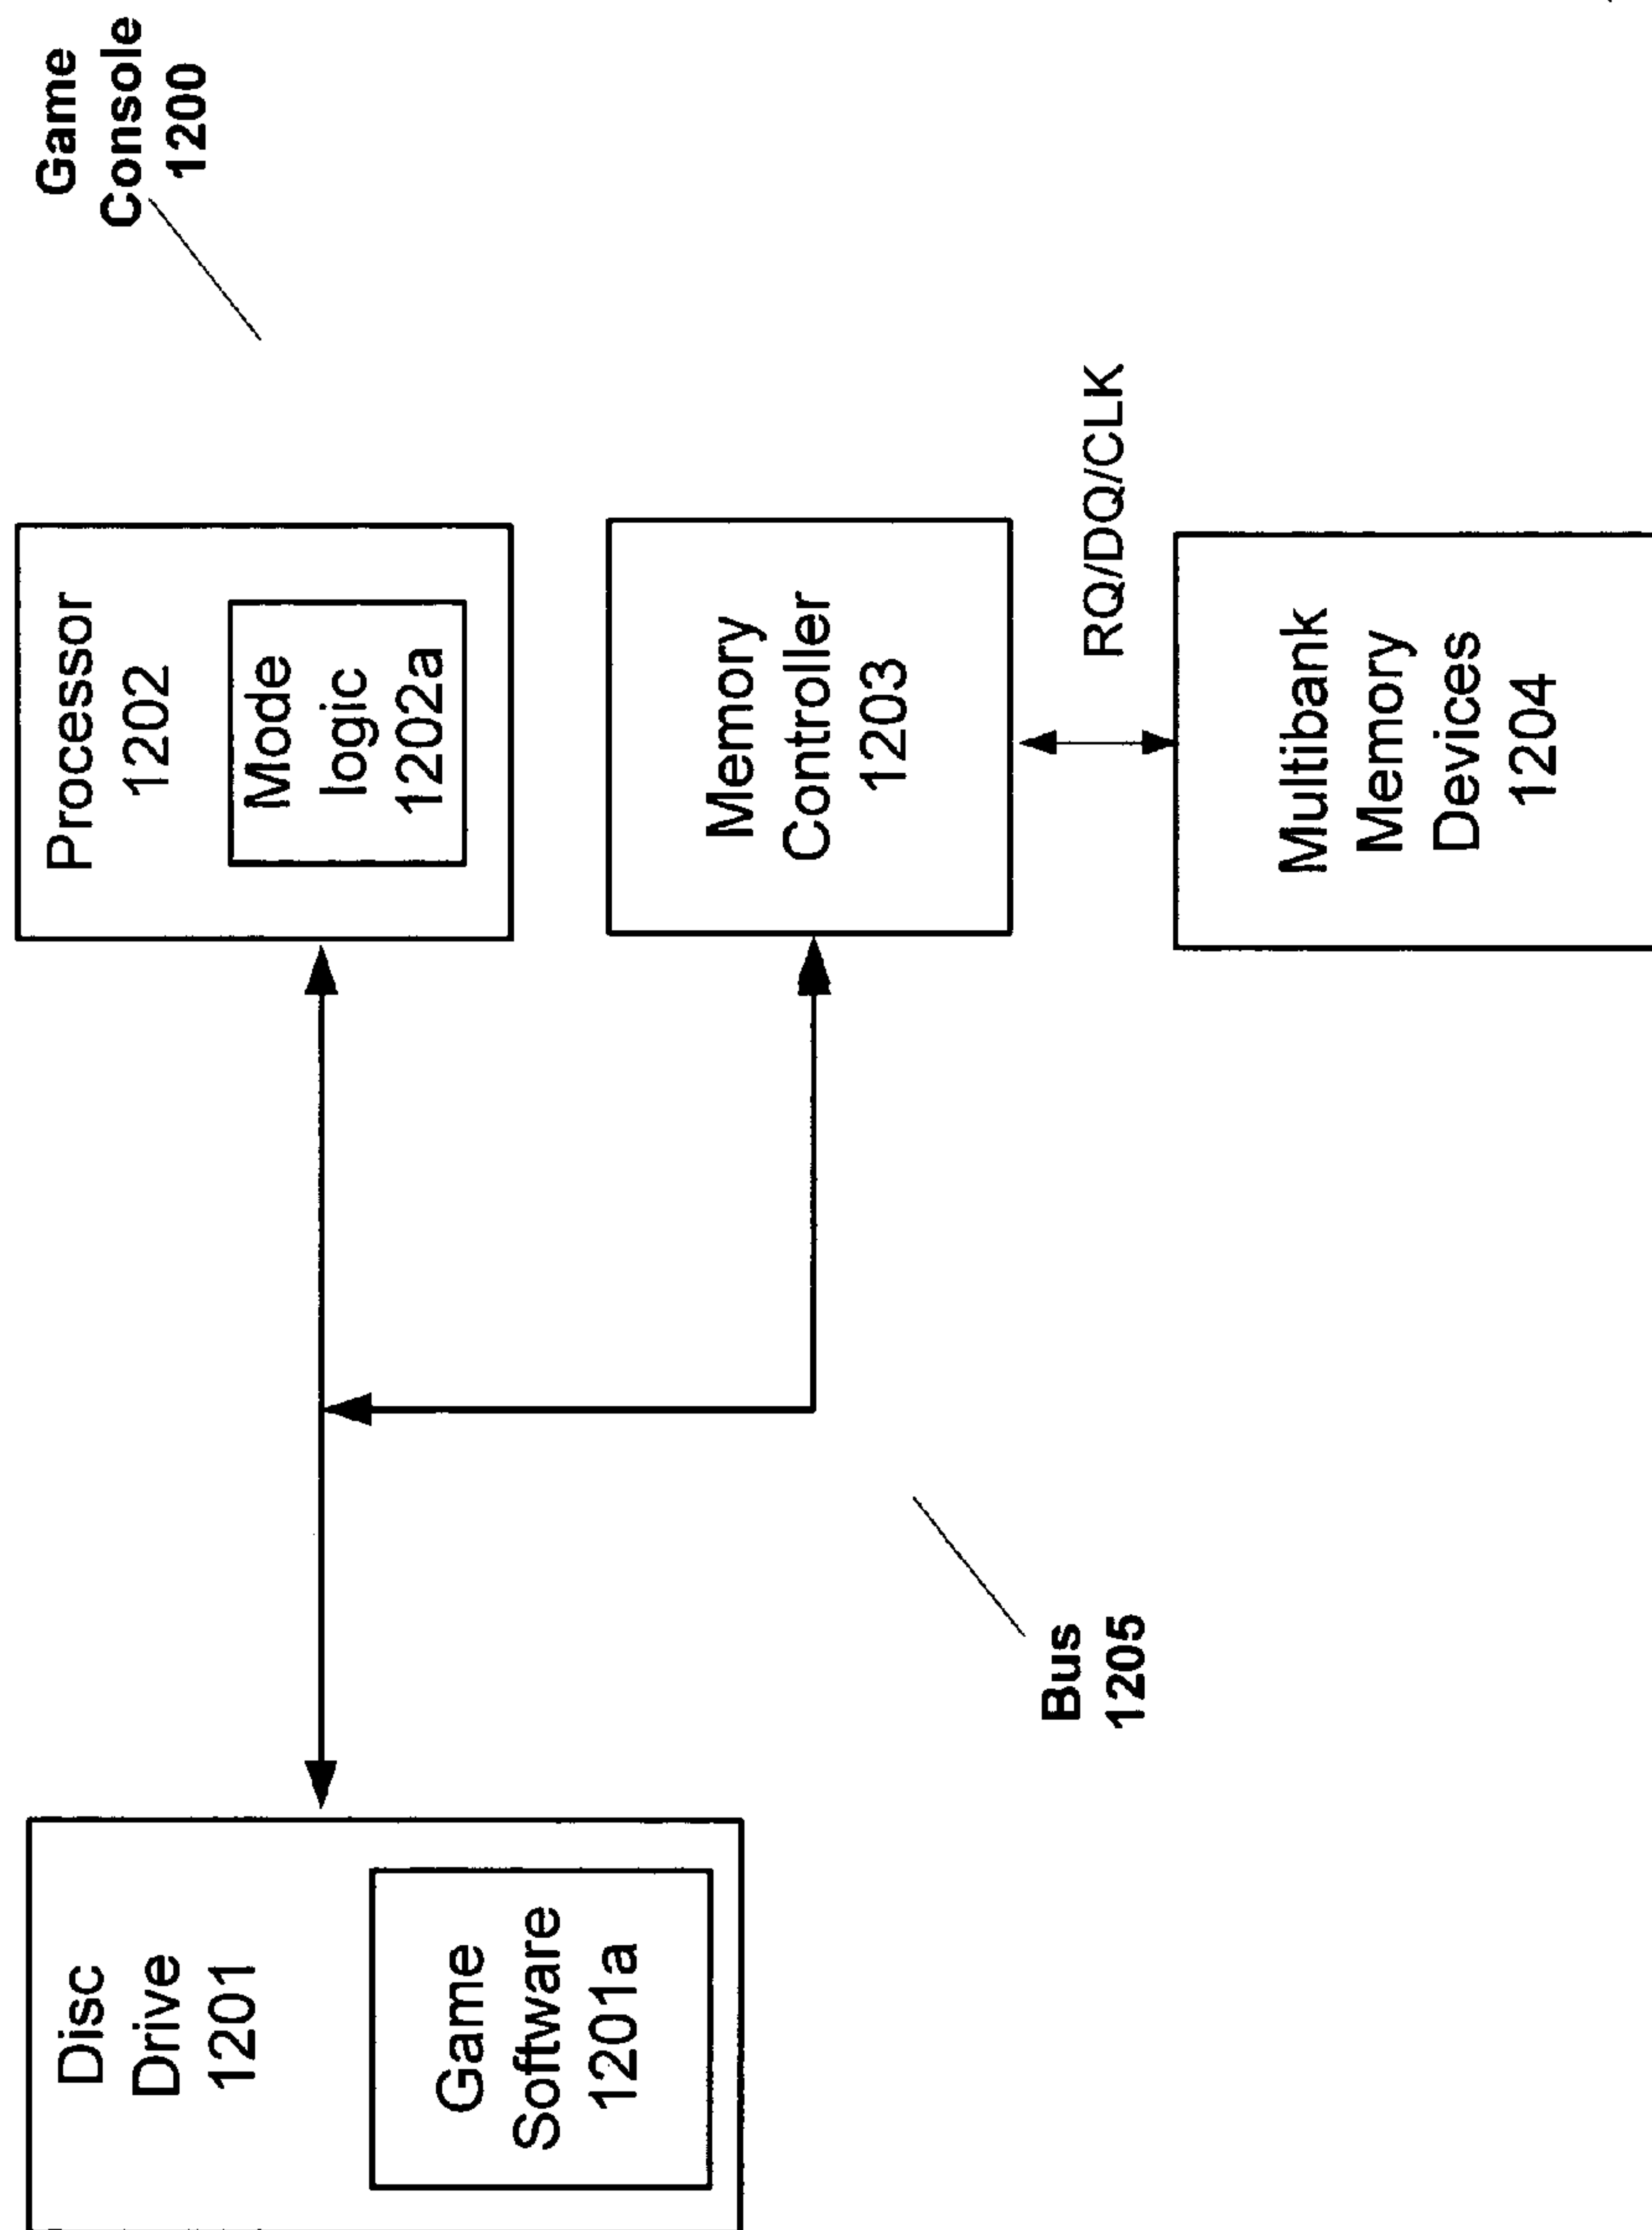 Game
Console
1200
Disc
Drive
1201
Game
Software
1201a
Processor
1202
Mode
logic
1202a
Memory
Controller
1203
RQ/DQ/CLK
Bus
1205
Multibank
Memory
Devices
1204